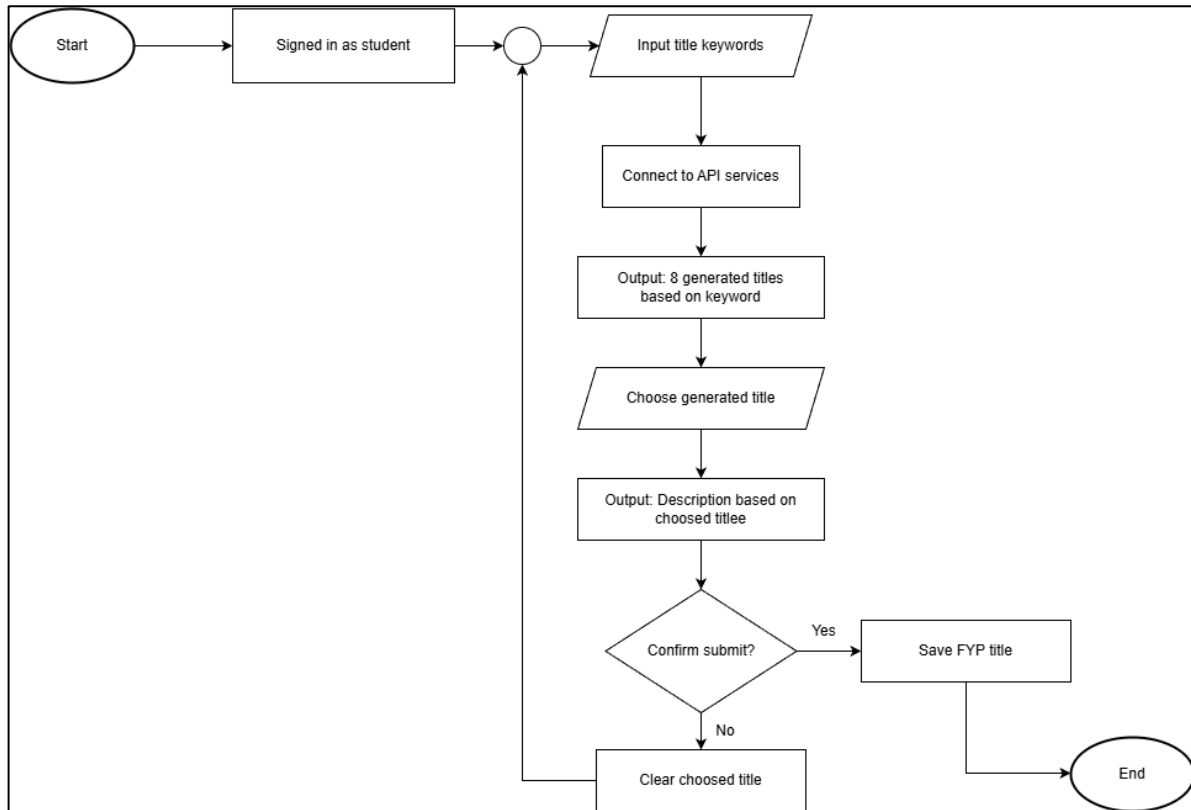 Start
Signed in as student
Input title keywords
Connect to API services
Output: 8 generated titles
based on keyword
Choose generated title
Output: Description based on
choosed titlee
Confirm submit?
Yes
Save FYP title
No
Clear choosed title
End